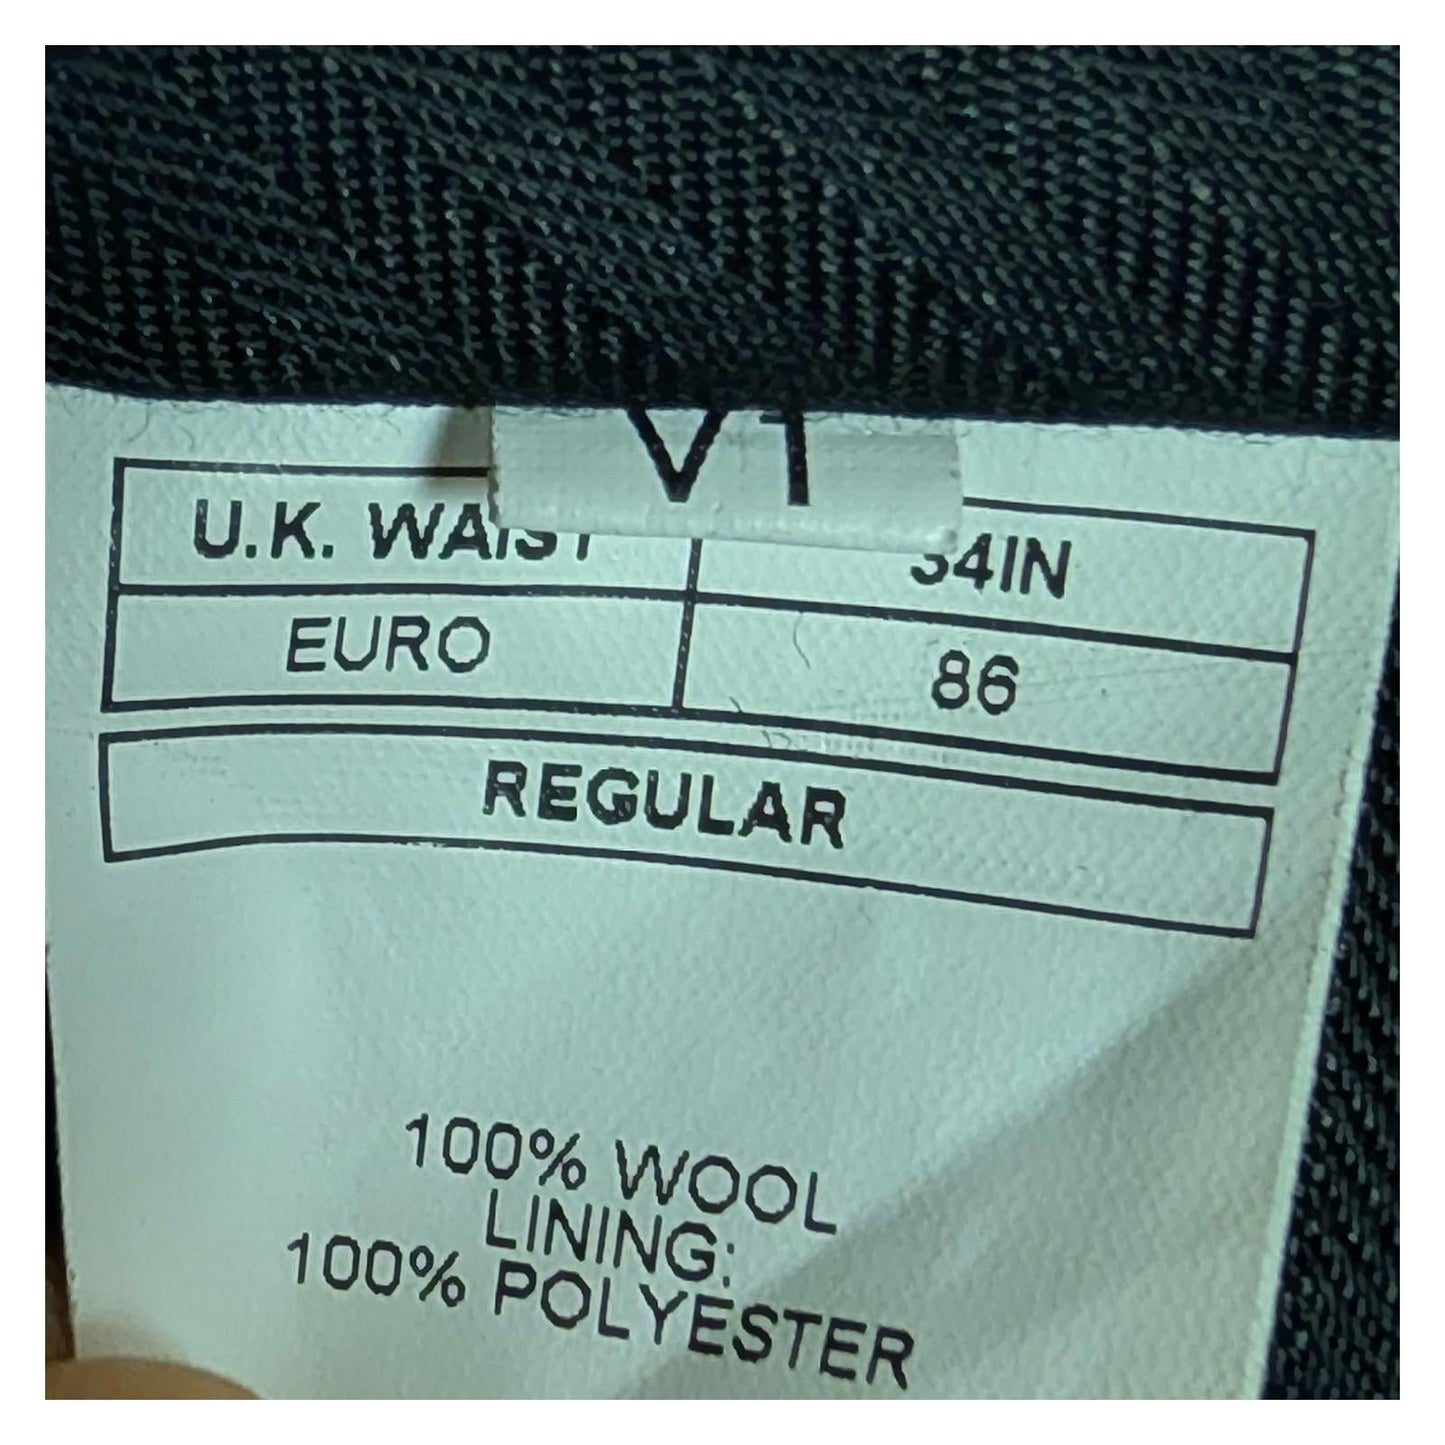 V1
U.K. WAIST 34IN
EURO 86
REGULAR
100% WOOL
LINING:
100% POLYESTER